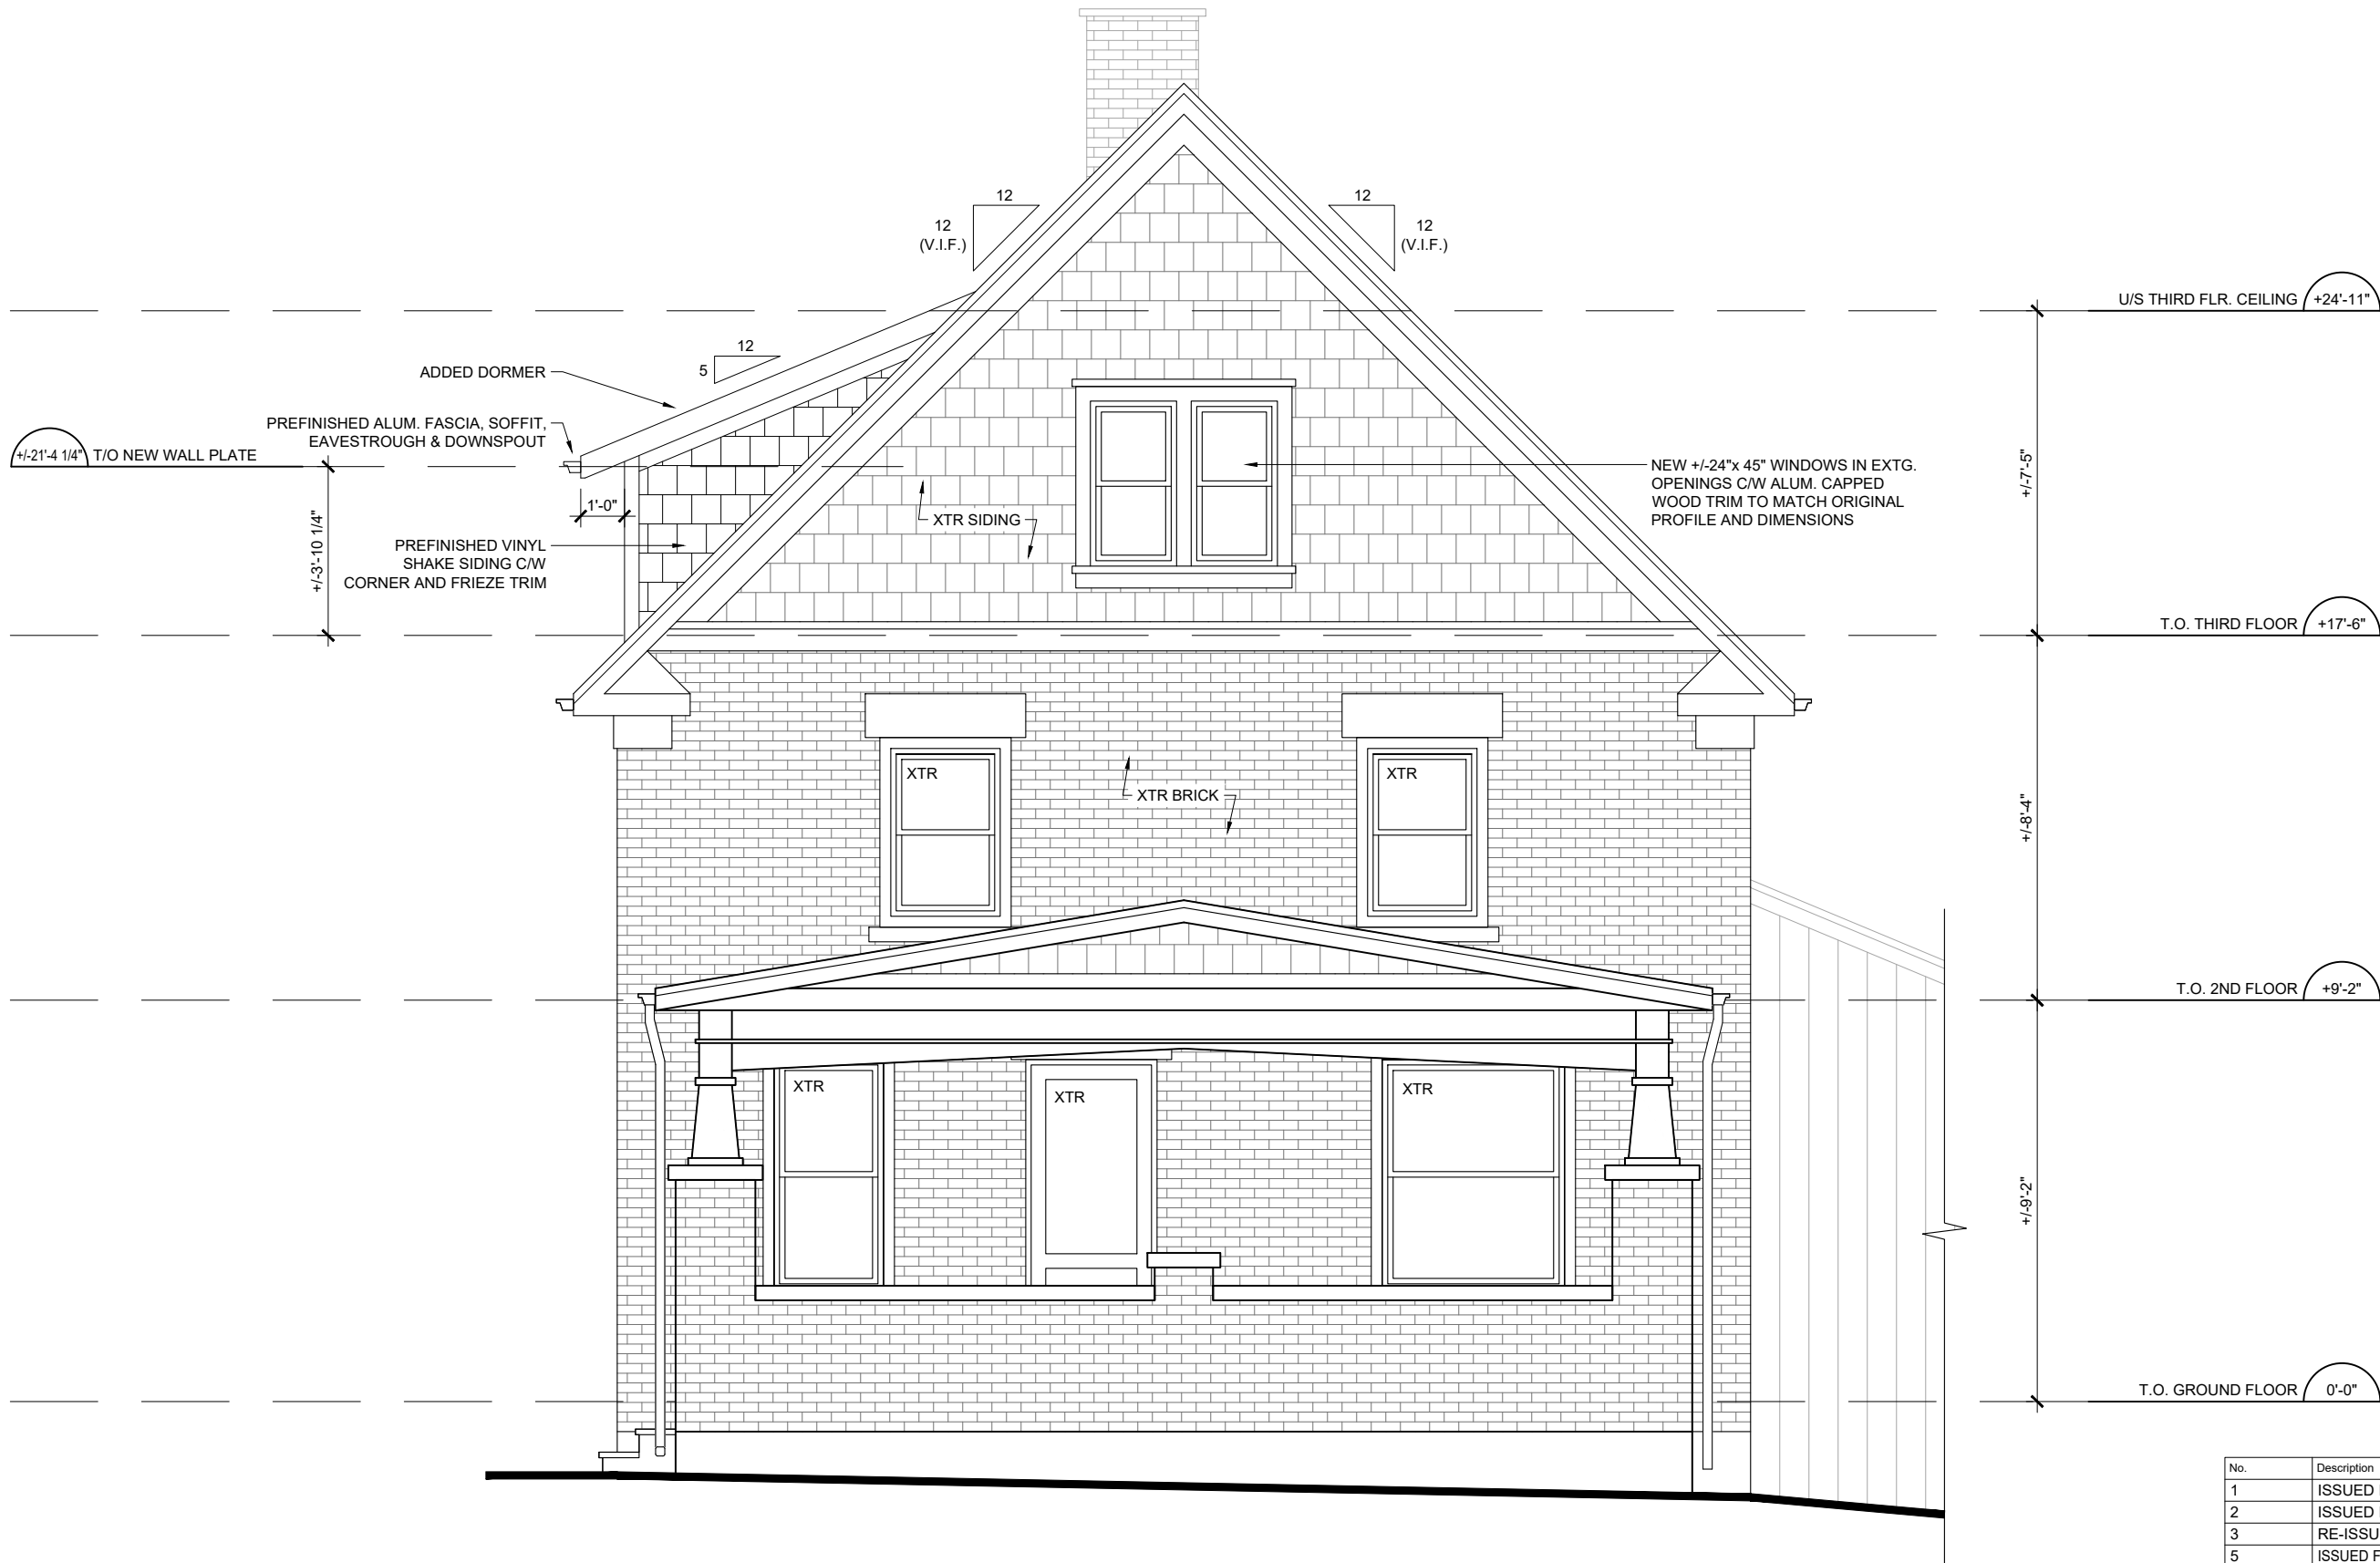 12
12
(V.I.F.)
12
12
(V.I.F.)
U/S THIRD FLR. CEILING
+24'-11"
12
5
ADDED DORMER
PREFINISHED ALUM. FASCIA, SOFFIT,
EAVESTROUGH & DOWNSPOUT
+/-21'-4 1/4"
T/O NEW WALL PLATE
NEW +/-24"x 45" WINDOWS IN EXTG.
OPENINGS C/W ALUM. CAPPED
WOOD TRIM TO MATCH ORIGINAL
PROFILE AND DIMENSIONS
+/-7'-5"
1'-0"
XTR SIDING
+/-3'-10 1/4"
PREFINISHED VINYL
SHAKE SIDING C/W
CORNER AND FRIEZE TRIM
T.O. THIRD FLOOR
+17'-6"
XTR
XTR
XTR BRICK
+/-8'-4"
T.O. 2ND FLOOR
+9'-2"
XTR
XTR
XTR
+/-9'-2"
T.O. GROUND FLOOR
0'-0"
No. Description
1 ISSUED
2 ISSUED
3 RE-ISSU
5 ISSUED F